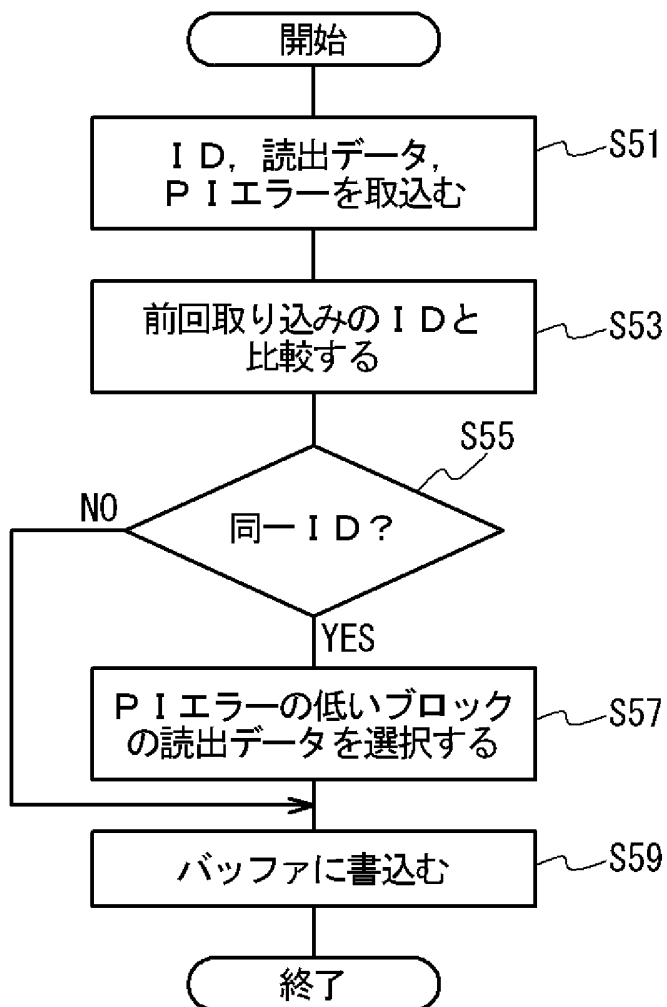 開始
ＩＤ，読出データ，
ＰＩエラーを取込む
S51
前回取り込みのＩＤと
比較する
S53
S55
NO
同一ＩＤ？
YES
ＰＩエラーの低いブロック
の読出データを選択する
S57
バッファに書込む
S59
終了